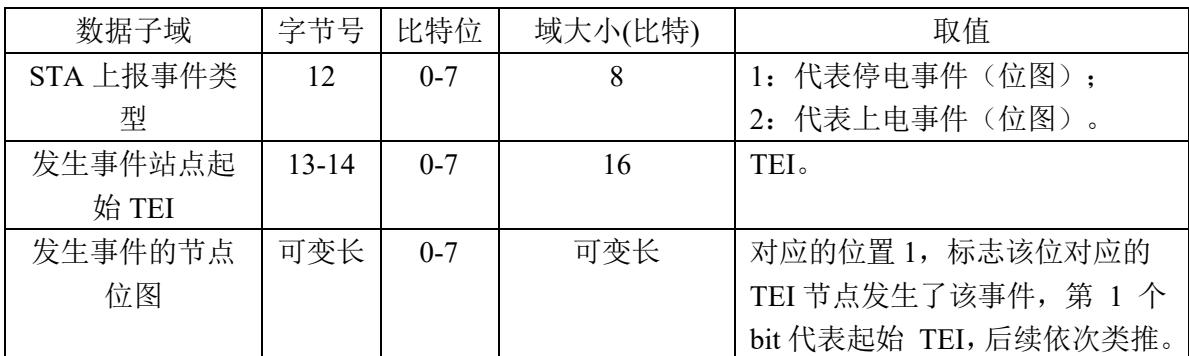 数据子域 字节号 比特位 域大小(比特) 取值
STA 上报事件类型 12 0-7 8 1：代表停电事件（位图）；
2：代表上电事件（位图）。
发生事件站点起始 TEI 13-14 0-7 16 TEI。
发生事件的节点位图 可变长 0-7 可变长 对应的位置 1，标志该位对应的
TEI 节点发生了该事件，第 1 个
bit 代表起始 TEI，后续依次类推。